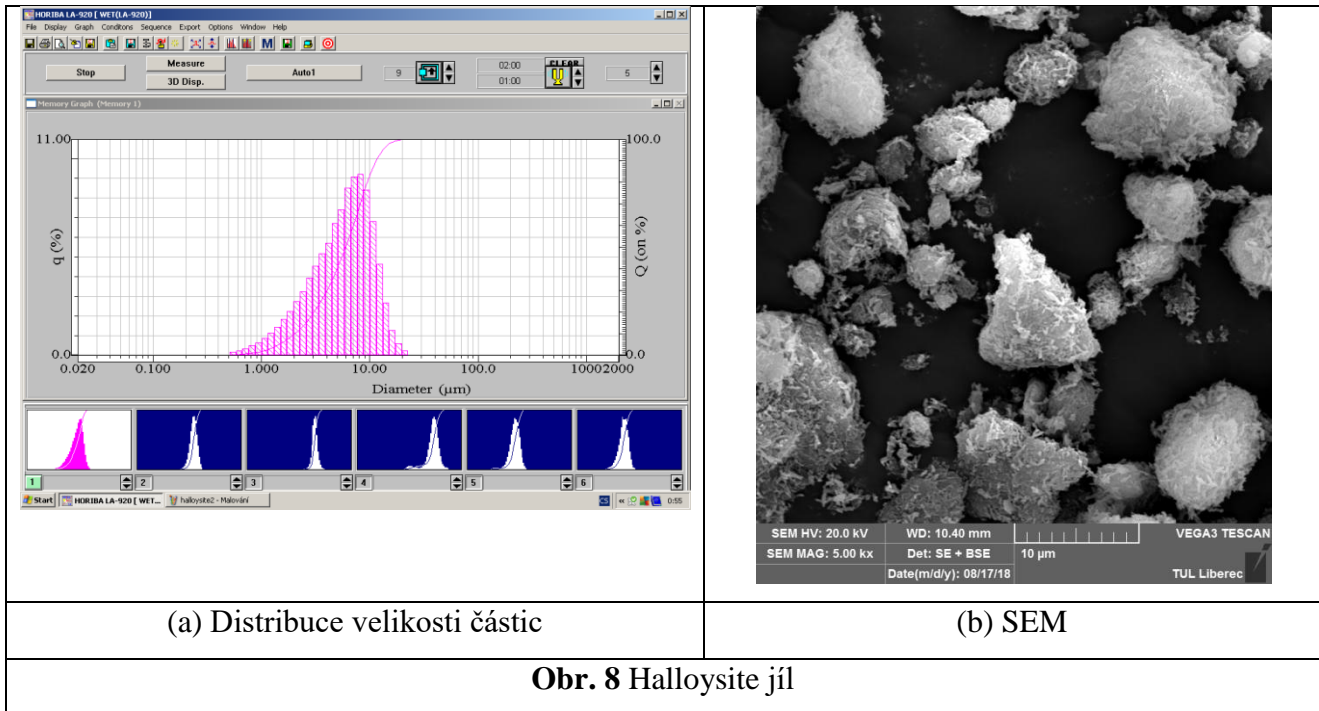 HORIBA LA-920 [ WET(LA-920)]
File Display Graph Conditons Sequence Export Options Window Help
M
Stop
Measure
3D Disp.
Auto1
9
02:00
01:00
CLEAR
5
Memory Graph (Memory 1)
11.00
100.0
q (%)
Q (on %)
0.0
0.0
0.020 0.100 1.000 10.00 100.0 10002000
Diameter (µm)
1 2 3 4 5 6
Start HORIBA LA-920 [ WET... halloysite2 - Malování CS « 0:55
SEM HV: 20.0 kV WD: 10.40 mm VEGA3 TESCAN
SEM MAG: 5.00 kx Det: SE + BSE 10 µm
Date(m/d/y): 08/17/18 TUL Liberec
(a) Distribuce velikosti částic
(b) SEM
Obr. 8 Halloysite jíl